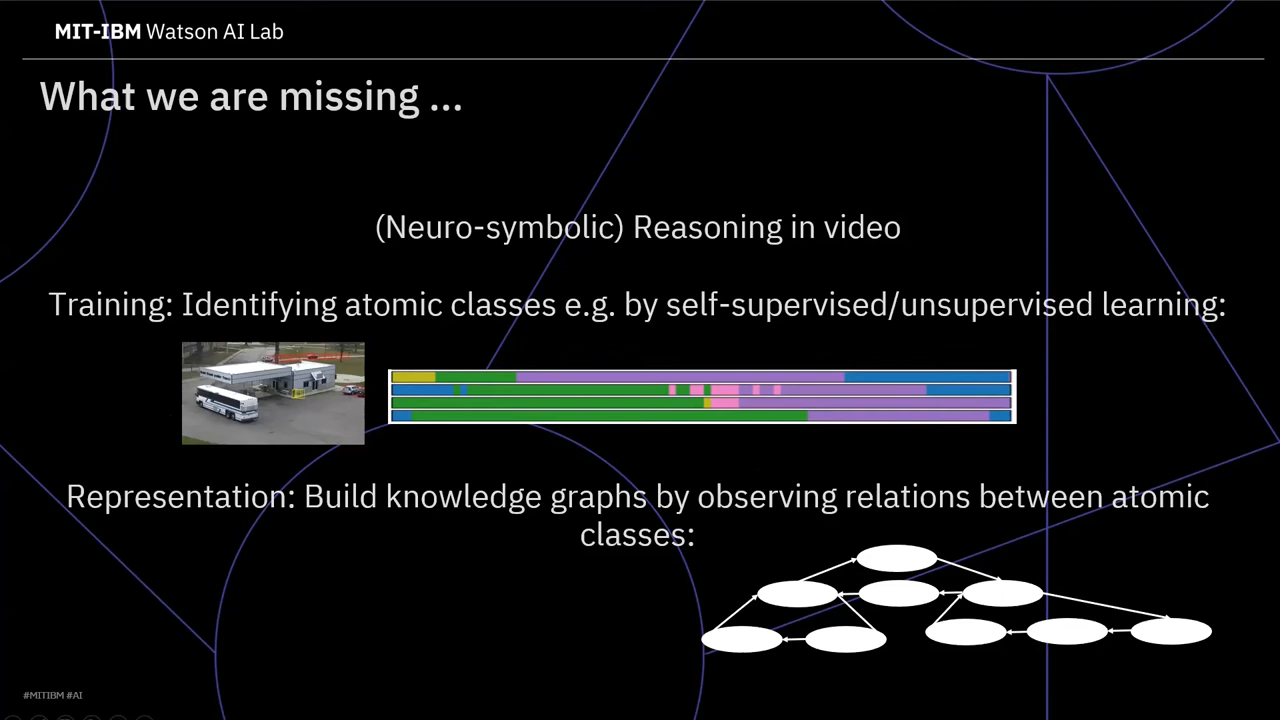 MIT-IBM Watson AI Lab
What we are missing ...
(Neuro-symbolic) Reasoning in video
Training: Identifying atomic classes e.g. by self-supervised/unsupervised learning:
Representation: Build knowledge graphs by observing relations between atomic
classes:
#MITIBM #AI